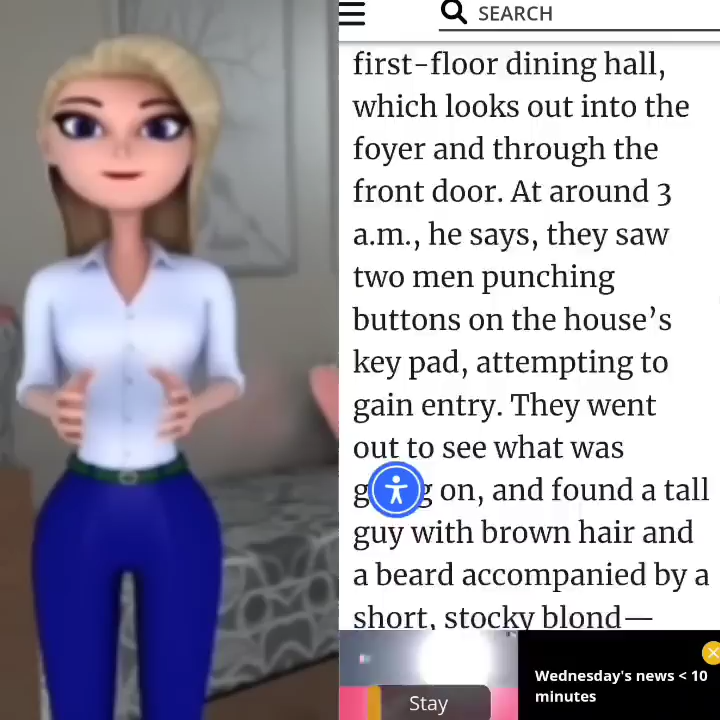 SEARCH
first-floor dining hall,
which looks out into the
foyer and through the
front door. At around 3
a.m., he says, they saw
two men punching
buttons on the house’s
key pad, attempting to
gain entry. They went
out to see what was
on, and found a tall
guy with brown hair and
a beard accompanied by a
short, stocky blond—
Stay
Wednesday's news < 10
minutes